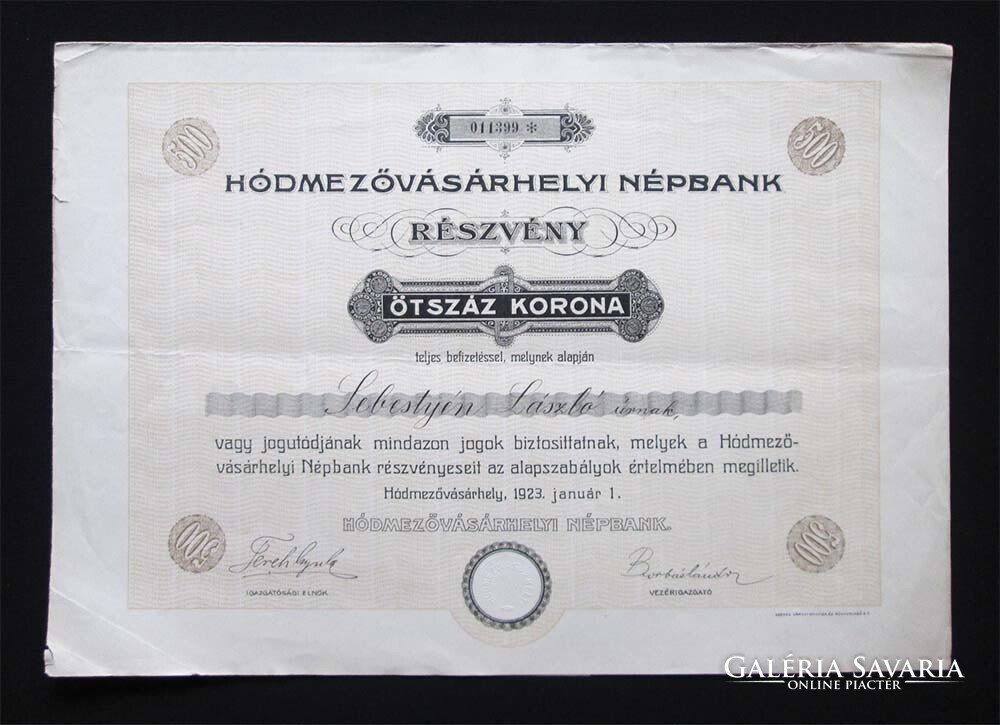 011399 *
500 500
HÓDMEZŐVÁSÁRHELYI NÉPBANK
RÉSZVÉNY
ÖTSZÁZ KORONA
teljes befizetéssel, melynek alapján
Sebestyén László úrnak,
vagy jogutódjának mindazon jogok biztosittatnak, melyek a Hódmező-
vásárhelyi Népbank részvényeseit az alapszabályok értelmében megilletik.
Hódmezővásárhely, 1923. január 1.
HÓDMEZŐVÁSÁRHELYI NÉPBANK.
500 500
IGAZGATÓSÁGI ELNÖK
VEZÉRIGAZGATÓ
GALÉRIA SAVARIA
ONLINE PIACTÉR